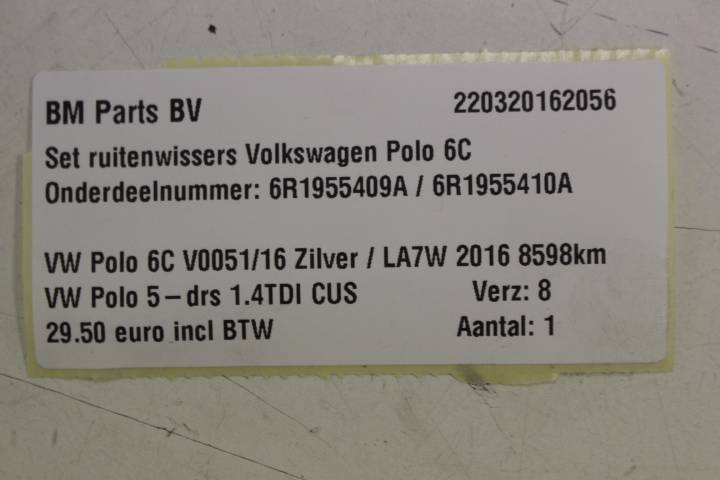 BM Parts BV 220320162056
Set ruitenwissers Volkswagen Polo 6C
Onderdeelnummer: 6R1955409A / 6R1955410A
VW Polo 6C V0051/16 Zilver / LA7W 2016 8598km
VW Polo 5-drs 1.4TDI CUS Verz: 8
29.50 euro incl BTW Aantal: 1